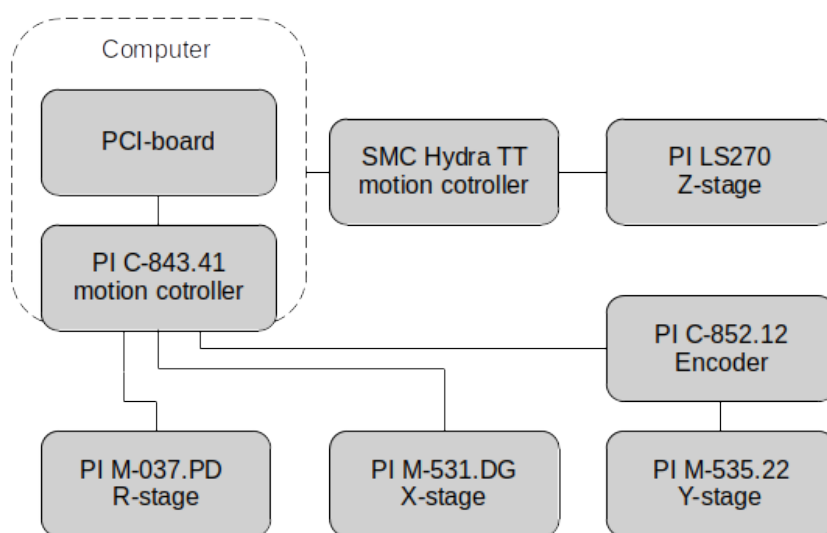 Computer
PCI-board
SMC Hydra TT
motion cotroller
PI LS270
Z-stage
PI C-843.41
motion cotroller
PI C-852.12
Encoder
PI M-037.PD
R-stage
PI M-531.DG
X-stage
PI M-535.22
Y-stage